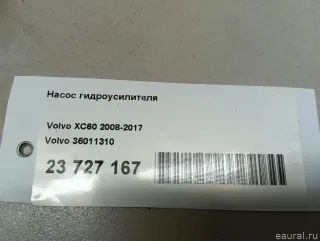 Насос гидроусилителя
Volvo XC60 2008-2017
Volvo 36011310
23 727 167
eaural.ru